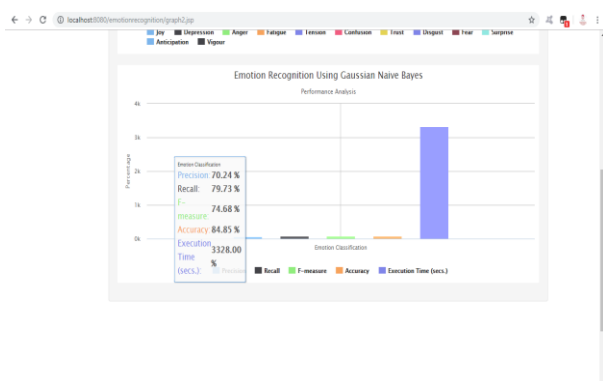 localhost:8080/emotionrecognition/graph2.jsp
Joy Depression Anger Fatigue Tension Confusion Trust Disgust Fear Surprise
Anticipation Vigour
Emotion Recognition Using Gaussian Naive Bayes
Performance Analysis
4k
3k
2k
1k
0k
Percentage
Emotion Classification
Precision: 70.24 %
Recall: 79.73 %
F-measure: 74.68 %
Accuracy: 84.85 %
Execution Time (secs.): 3328.00 %
Emotion Classification
Precision Recall F-measure Accuracy Execution Time (secs.)